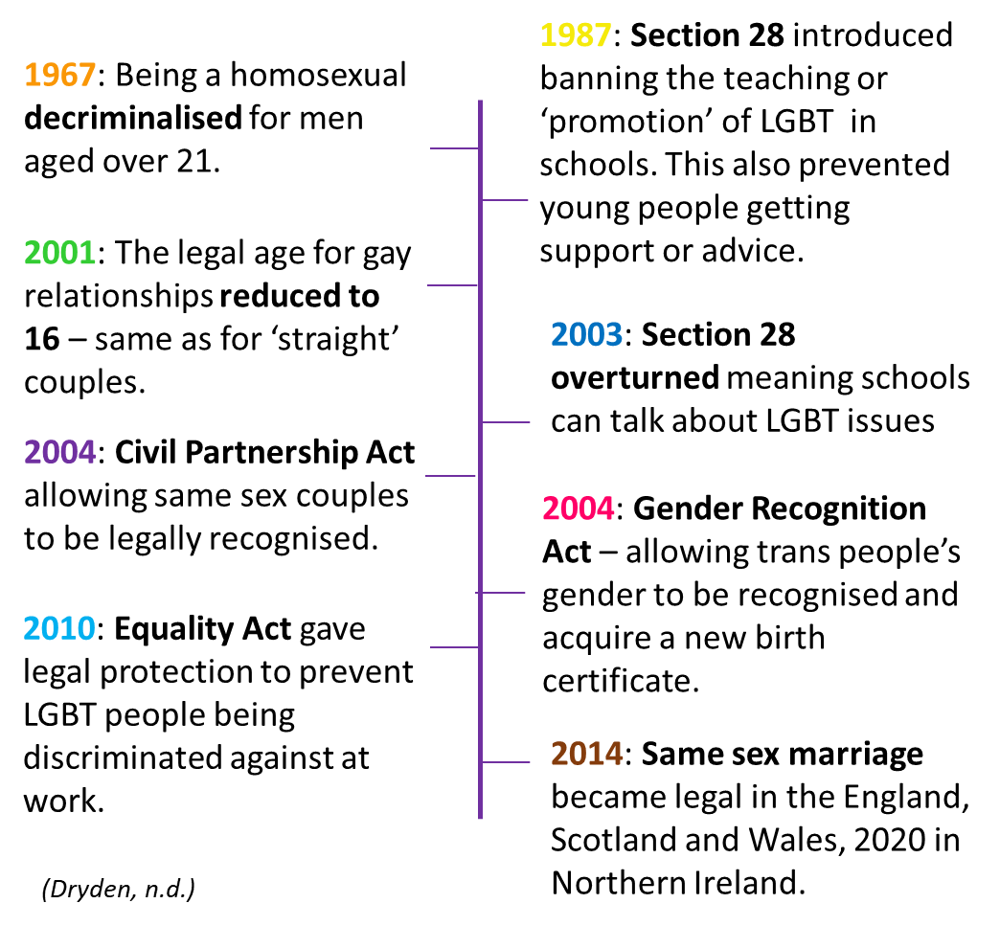 1967: Being a homosexual
decriminalised for men
aged over 21.
1987: Section 28 introduced
banning the teaching or
‘promotion’ of LGBT in
schools. This also prevented
young people getting
support or advice.
2001: The legal age for gay
relationships reduced to
16 – same as for ‘straight’
couples.
2003: Section 28
overturned meaning schools
can talk about LGBT issues
2004: Civil Partnership Act
allowing same sex couples
to be legally recognised.
2004: Gender Recognition
Act – allowing trans people’s
gender to be recognised and
acquire a new birth
certificate.
2010: Equality Act gave
legal protection to prevent
LGBT people being
discriminated against at
work.
2014: Same sex marriage
became legal in the England,
Scotland and Wales, 2020 in
Northern Ireland.
(Dryden, n.d.)